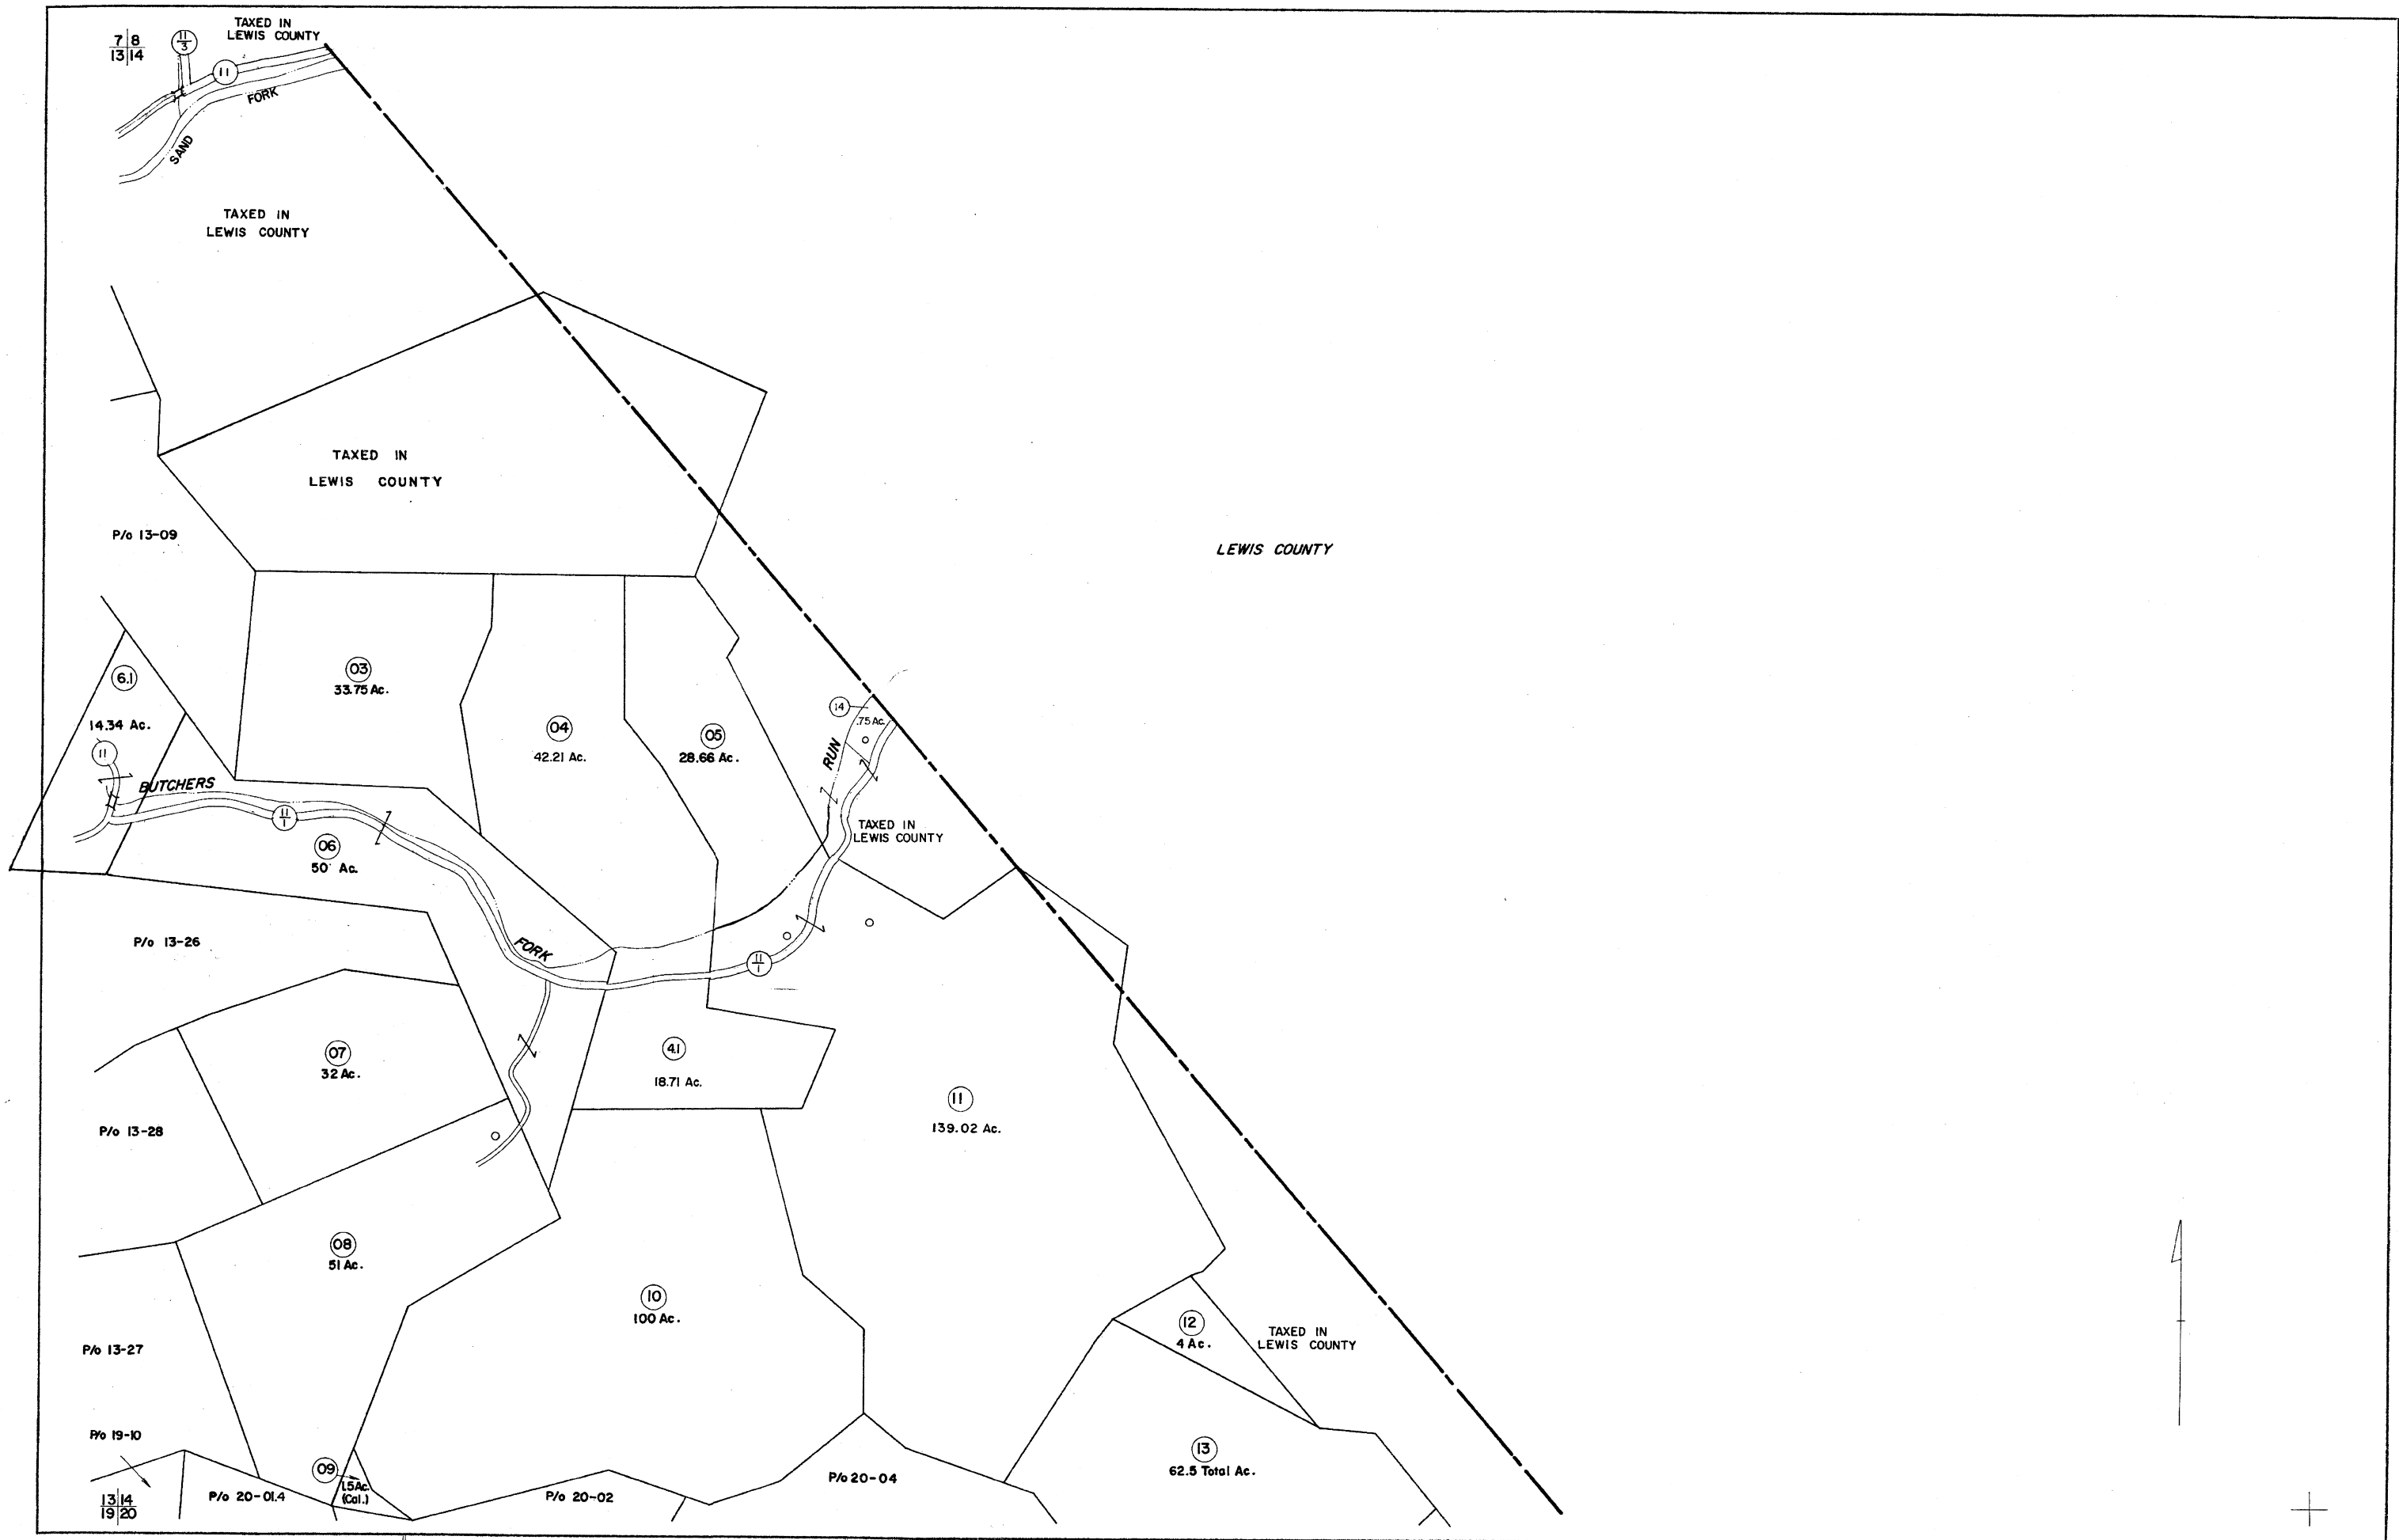 TAXED IN
LEWIS COUNTY
7 8
13 14
11
3
11
FORK
SAND
TAXED IN
LEWIS COUNTY
TAXED IN
LEWIS COUNTY
P/o 13-09
LEWIS COUNTY
03
33.75 Ac.
6.1
14.34 Ac.
11
04
42.21 Ac.
05
28.66 Ac.
14
.75 Ac.
RUN
BUTCHERS
11
1
TAXED IN
LEWIS COUNTY
06
50 Ac.
P/o 13-26
FORK
11
1
07
32 Ac.
4.1
18.71 Ac.
11
139.02 Ac.
P/o 13-28
08
51 Ac.
10
100 Ac.
12
4 Ac.
TAXED IN
LEWIS COUNTY
P/o 13-27
P/o 19-10
13
62.5 Total Ac.
09
1.5 Ac.
(Cal.)
P/o 20-04
13 14
19 20
P/o 20-01.4
P/o 20-02